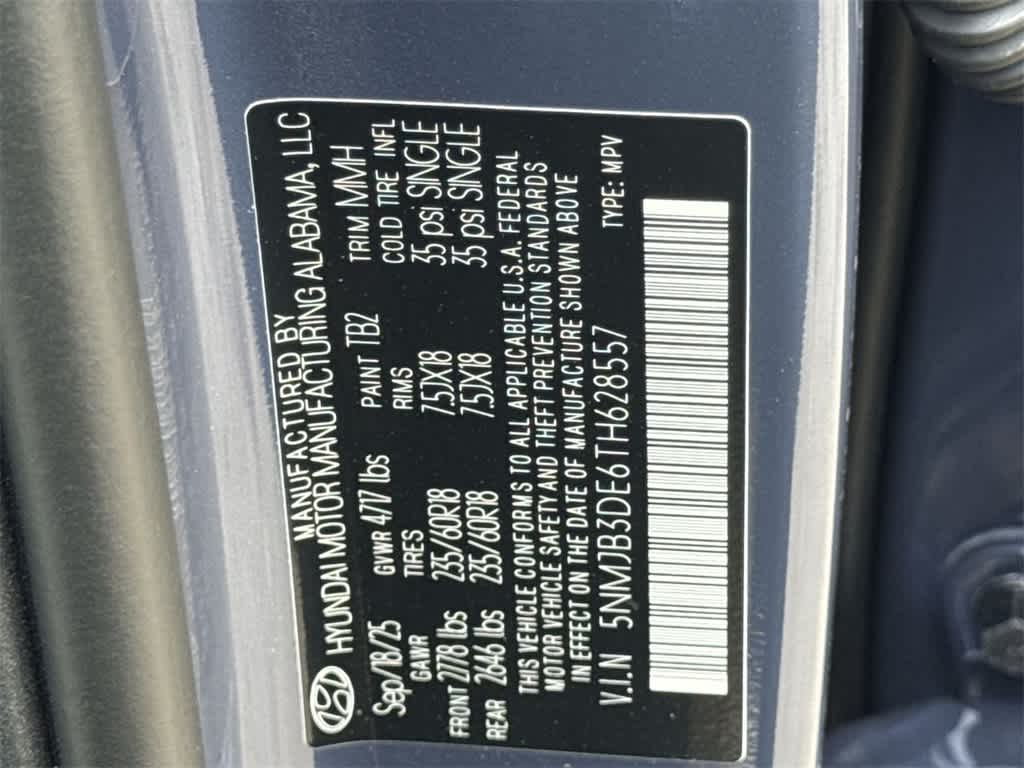 MANUFACTURED BY
HYUNDAI MOTOR MANUFACTURING ALABAMA, LLC
Sep/18/25 GVWR 4717 lbs PAINT TB2 TRIM MMH
GAWR TIRES RIMS COLD TIRE INFL
FRONT 2778 lbs 235/60R18 7.5JX18 35 psi SINGLE
REAR 2646 lbs 235/60R18 7.5JX18 35 psi SINGLE
THIS VEHICLE CONFORMS TO ALL APPLICABLE U.S.A. FEDERAL
MOTOR VEHICLE SAFETY AND THEFT PREVENTION STANDARDS
IN EFFECT ON THE DATE OF MANUFACTURE SHOWN ABOVE
V.I.N 5NMJB3DE6TH628557 TYPE: MPV